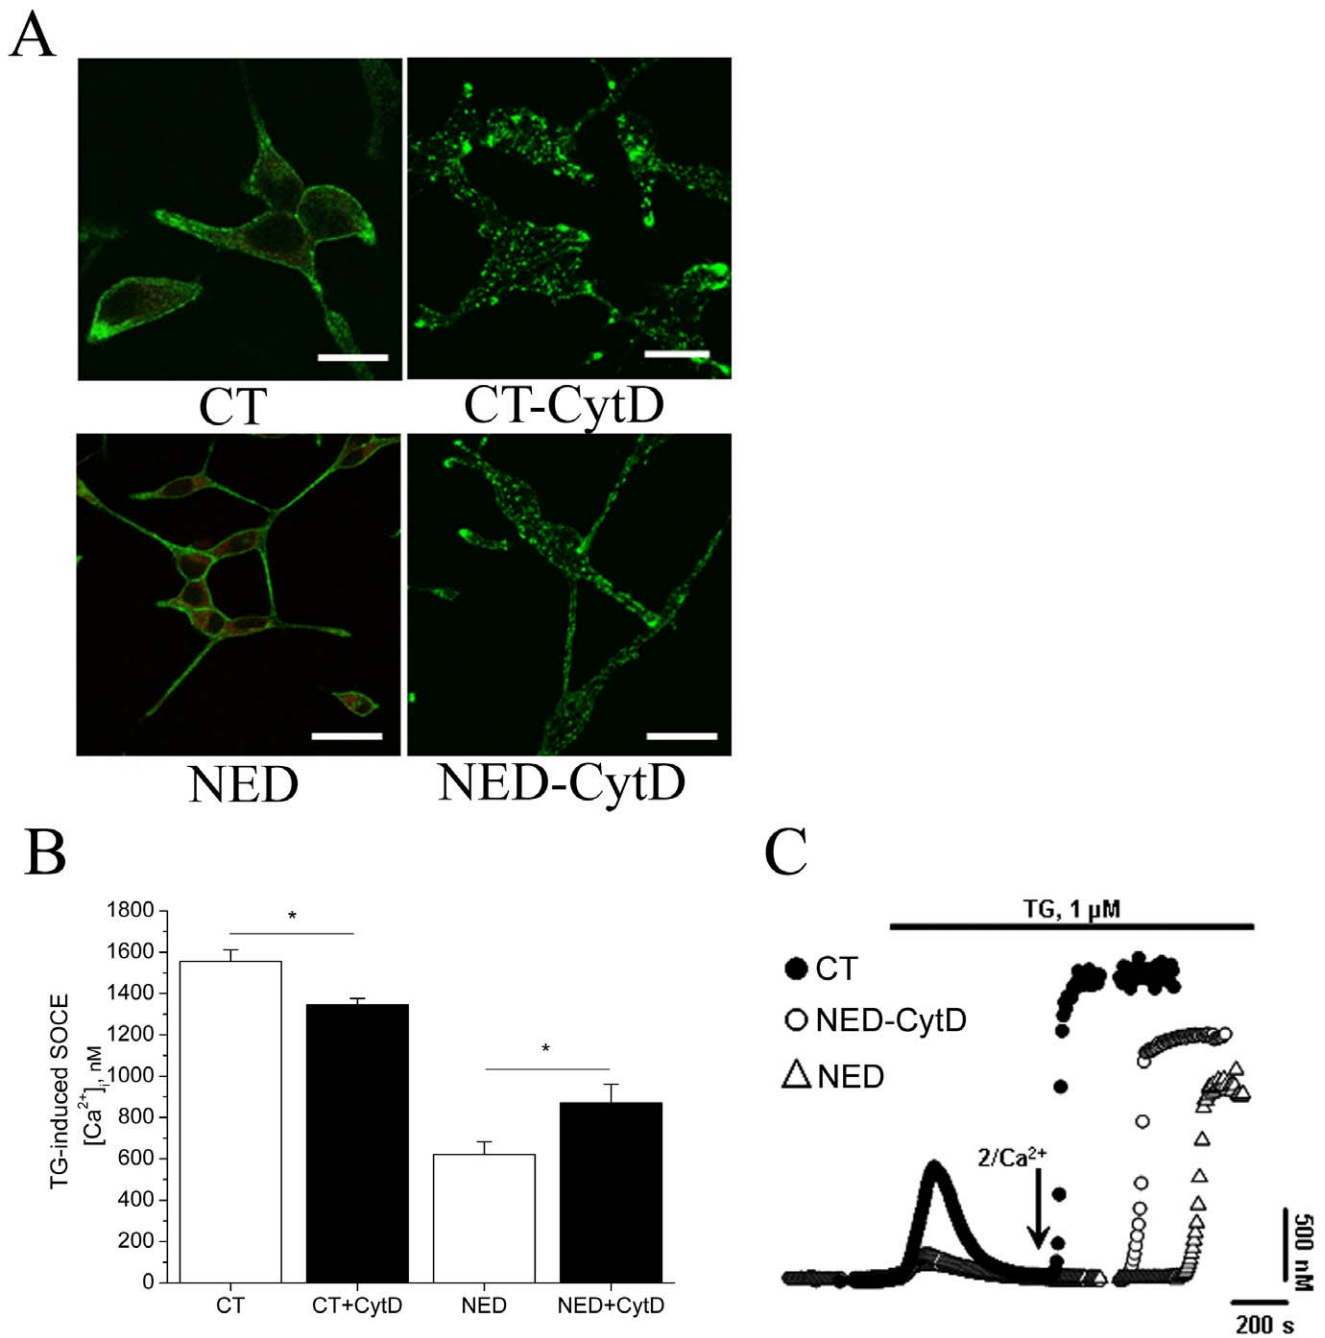 A
CT
CT-CytD
NED
NED-CytD
B
TG-induced SOCE
[Ca²⁺]ᵢ, nM
1800
1600
1400
1200
1000
800
600
400
200
0
*
*
CT
CT+CytD
NED
NED+CytD
C
TG, 1 µM
CT
NED-CytD
NED
2/Ca²⁺
500 nM
200 s